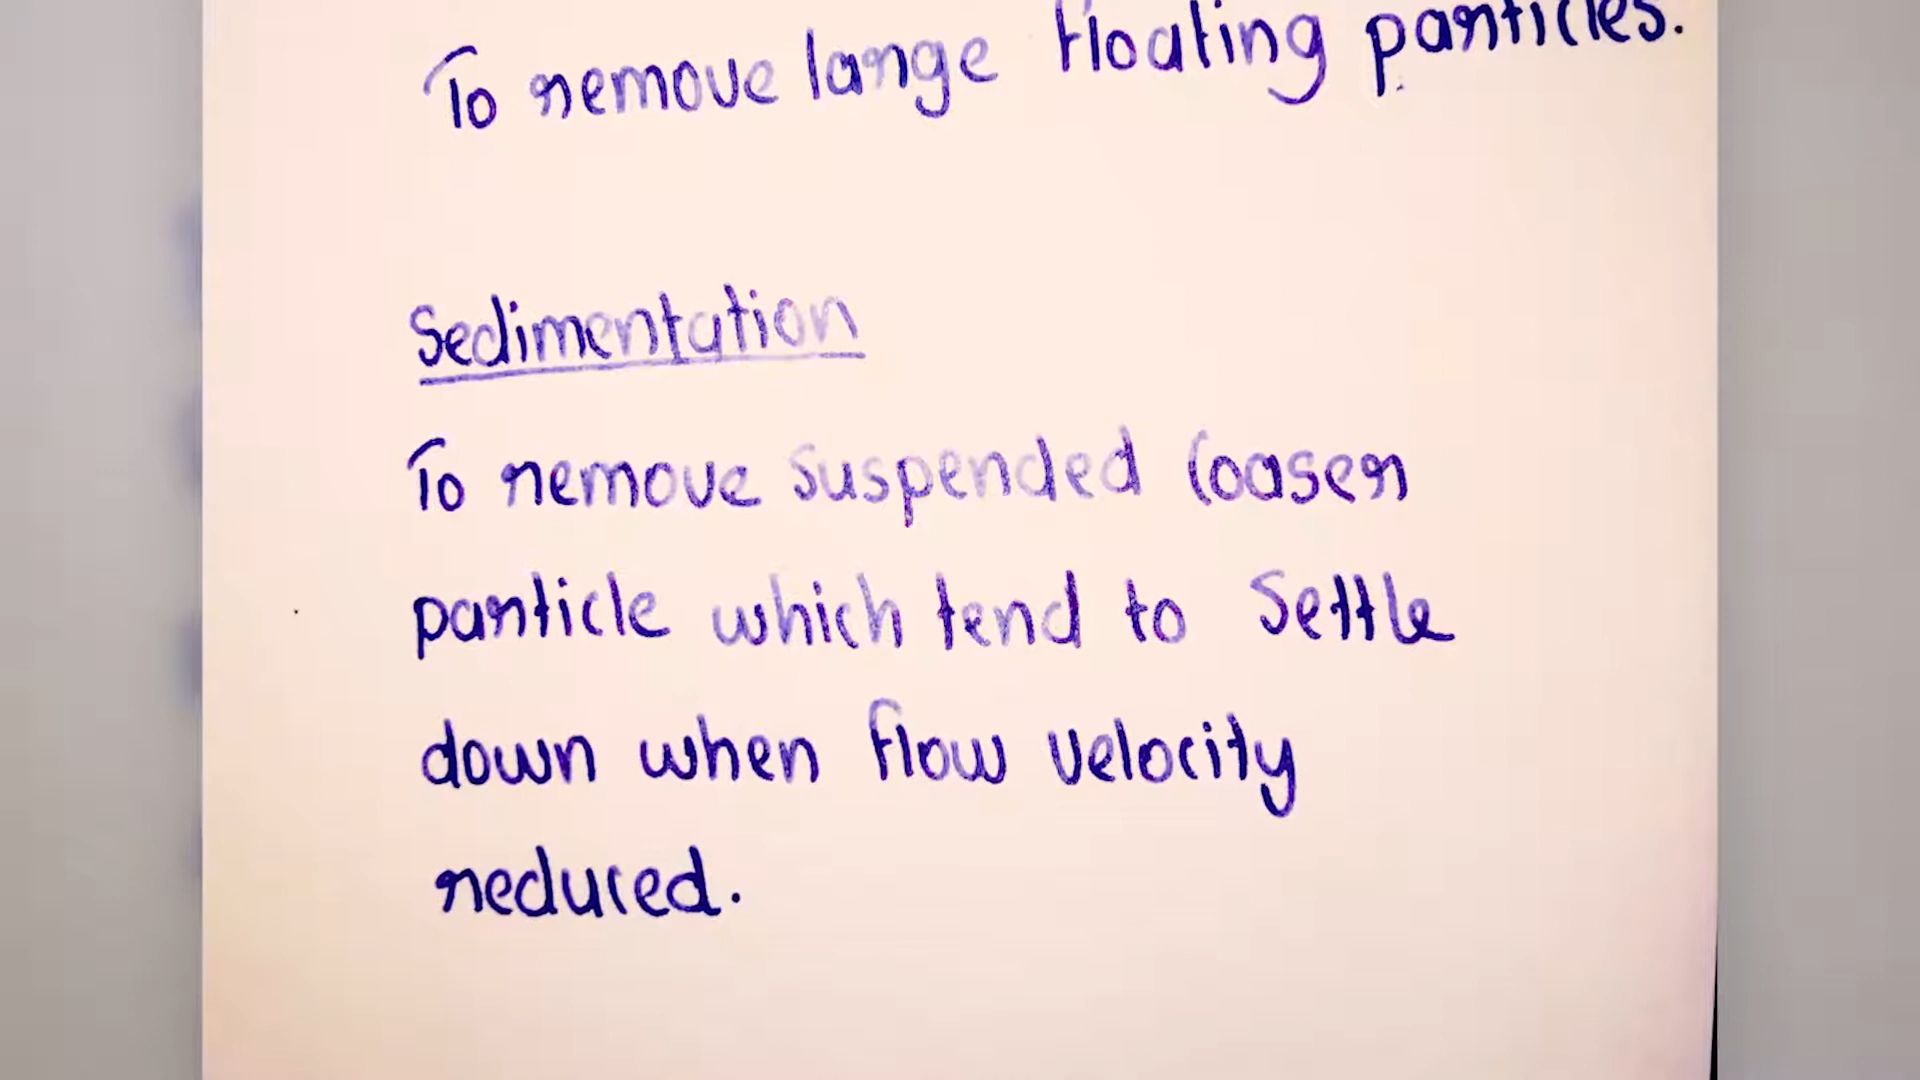 To remove large floating particles.
Sedimentation
To remove suspended coaser
particle which tend to settle
down when flow velocity
reduced.